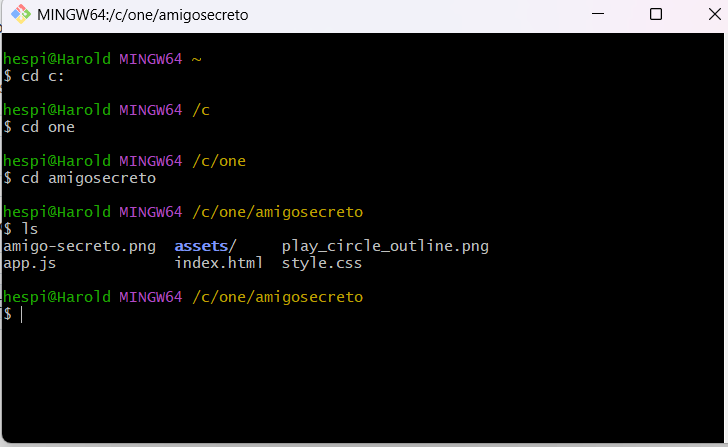 MINGW64:/c/one/amigosecreto
hespi@Harold MINGW64 ~
$ cd c:
hespi@Harold MINGW64 /c
$ cd one
hespi@Harold MINGW64 /c/one
$ cd amigosecreto
hespi@Harold MINGW64 /c/one/amigosecreto
$ ls
amigo-secreto.png  assets/     play_circle_outline.png
app.js             index.html  style.css
hespi@Harold MINGW64 /c/one/amigosecreto
$